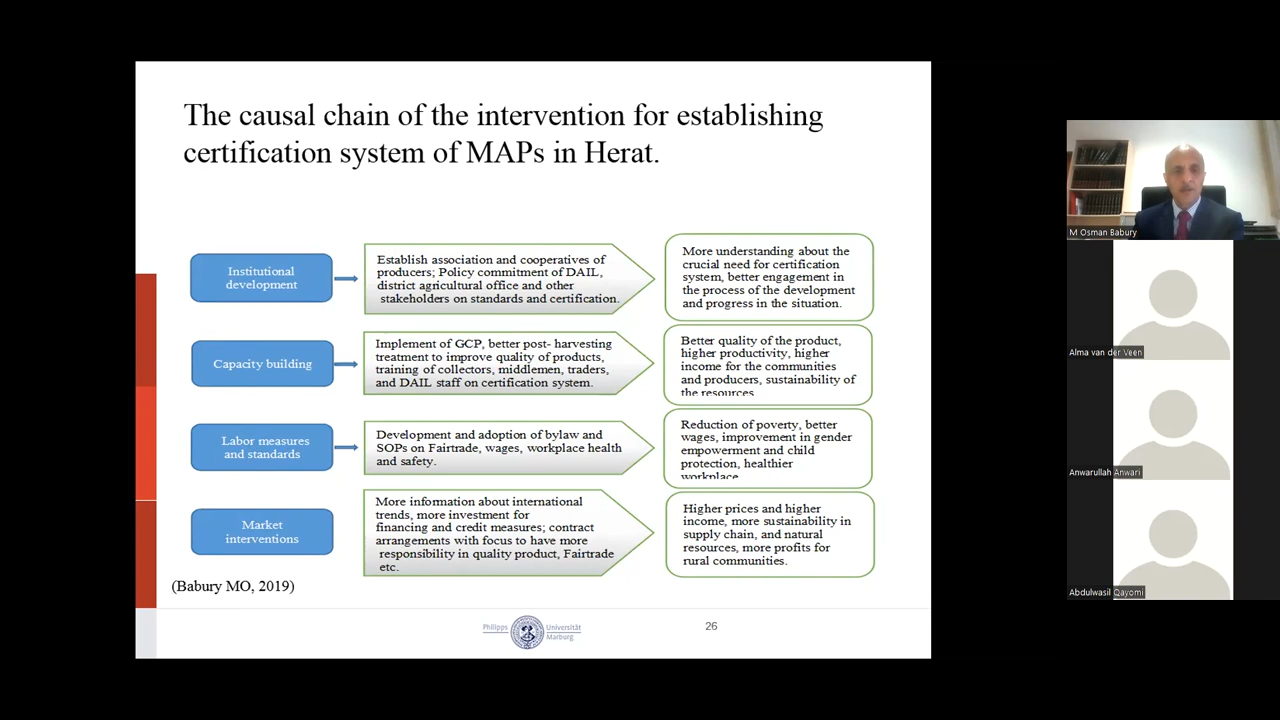 The causal chain of the intervention for establishing
certification system of MAPs in Herat.
Institutional
development
Establish association and cooperatives of
producers; Policy commitment of DAIL,
district agricultural office and other
stakeholders on standards and certification.
More understanding about the
crucial need for certification
system, better engagement in
the process of the development
and progress in the situation.
Capacity building
Implement of GCP, better post- harvesting
treatment to improve quality of products,
training of collectors, middlemen, traders,
and DAIL staff on certification system.
Better quality of the product,
higher productivity, higher
income for the communities
and producers, sustainability of
the resources
Labor measures
and standards
Development and adoption of bylaw and
SOPs on Fairtrade, wages, workplace health
and safety.
Reduction of poverty, better
wages, improvement in gender
empowerment and child
protection, healthier
workplace
Market
interventions
More information about international
trends, more investment for
financing and credit measures; contract
arrangements with focus to have more
responsibility in quality product, Fairtrade
etc.
Higher prices and higher
income, more sustainability in
supply chain, and natural
resources, more profits for
rural communities.
(Babury MO, 2019)
Philipps Universität
Marburg
26
M Osman Babury
Alma van der Veen
Anwarullah Anwari
Abdulwasil Qayomi